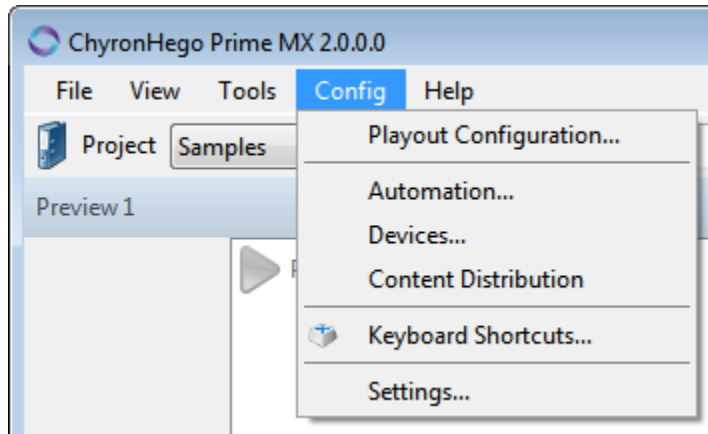 ChyronHego Prime MX 2.0.0.0
File View Tools Config Help
Project Samples
Playout Configuration...
Preview 1
Automation...
Devices...
Content Distribution
Keyboard Shortcuts...
Settings...